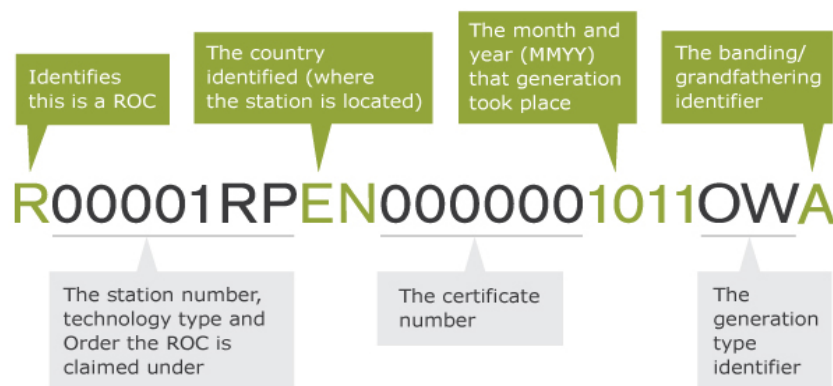 Identifies
this is a ROC
The country
identified (where
the station is located)
The month and
year (MMYY)
that generation
took place
The banding/
grandfathering
identifier
R00001RPEN0000001011OWA
The station number,
technology type and
Order the ROC is
claimed under
The certificate
number
The
generation
type
identifier